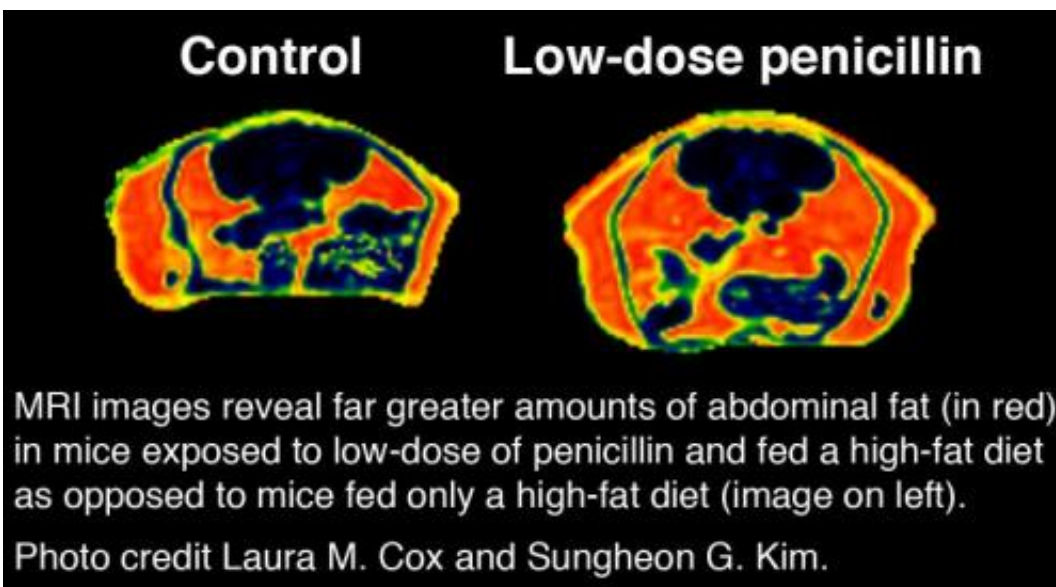 Control Low-dose penicillin
MRI images reveal far greater amounts of abdominal fat (in red)
in mice exposed to low-dose of penicillin and fed a high-fat diet
as opposed to mice fed only a high-fat diet (image on left).
Photo credit Laura M. Cox and Sungheon G. Kim.